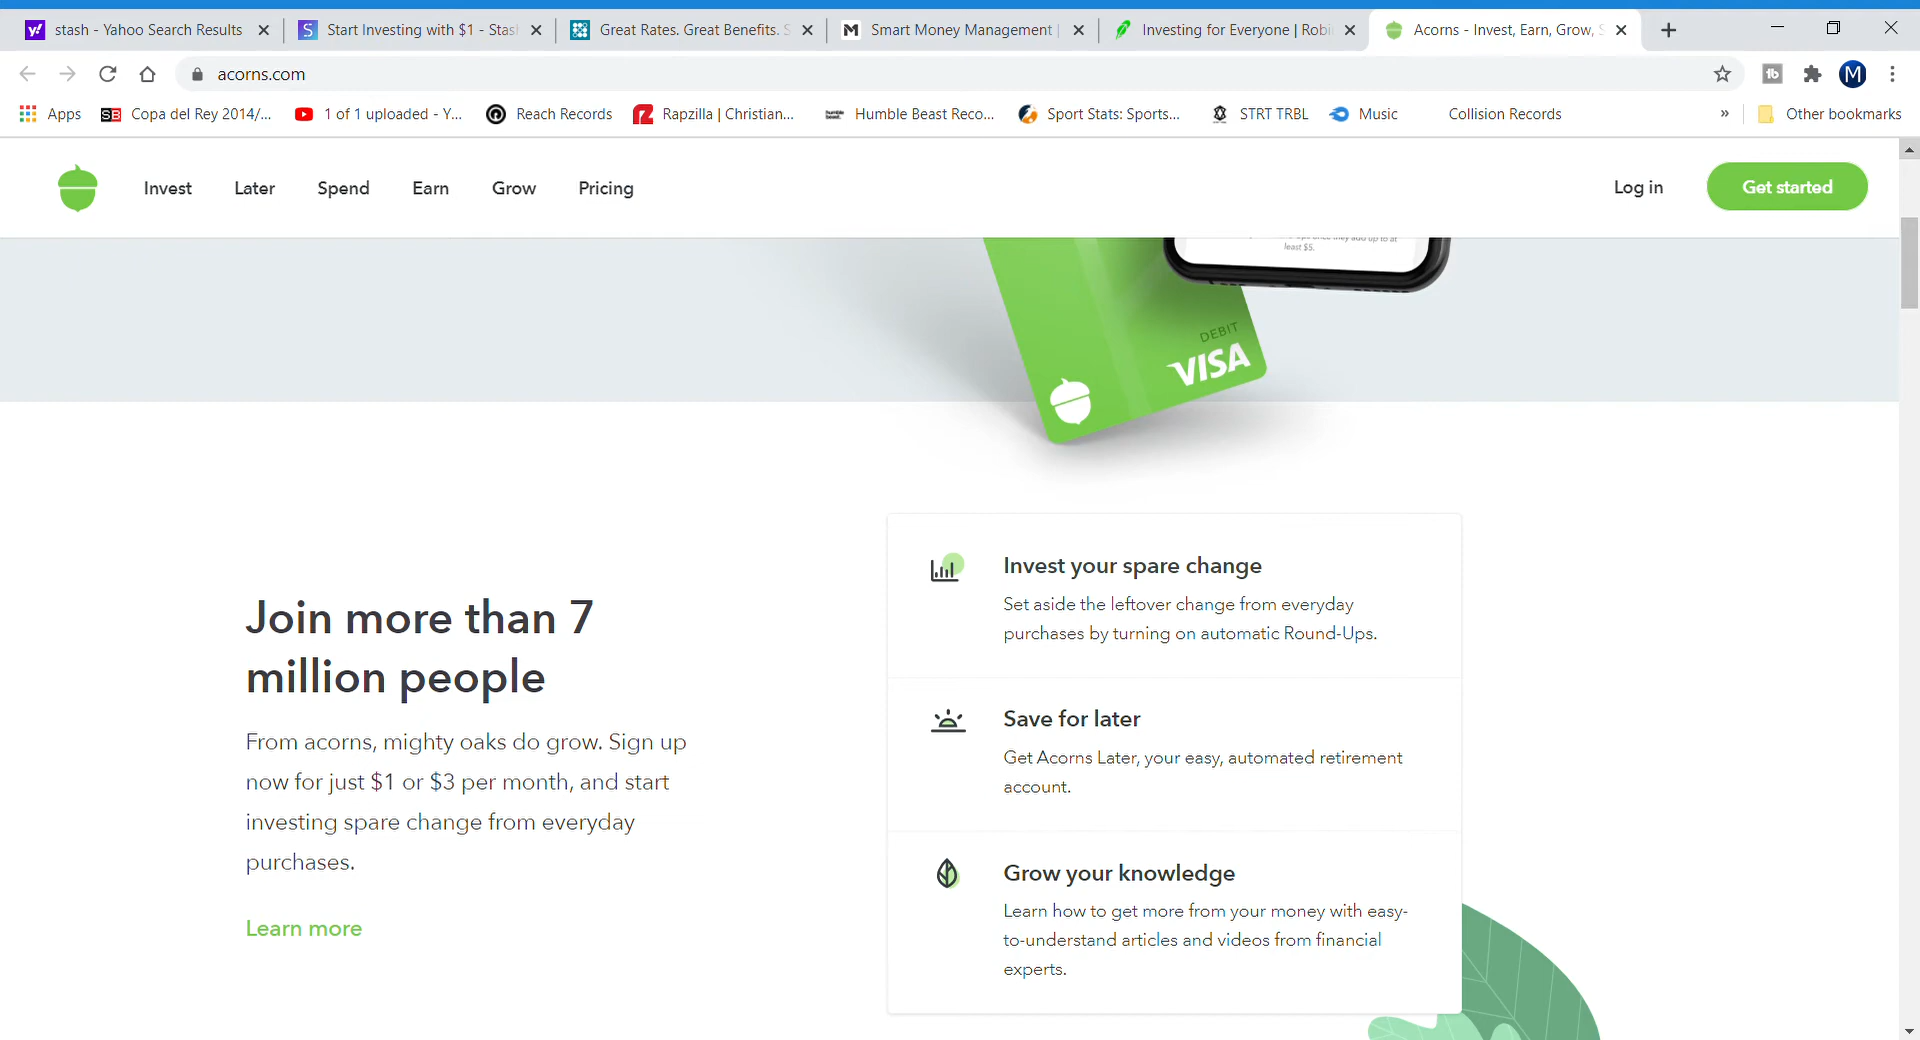 stash - Yahoo Search Results
Start Investing with $1 - Stas
Great Rates. Great Benefits. S
Smart Money Management |
Investing for Everyone | Robi
Acorns - Invest, Earn, Grow, S
acorns.com
M
Apps
SB Copa del Rey 2014/...
1 of 1 uploaded - Y...
Reach Records
Rapzilla | Christian...
Humble Beast Reco...
Sport Stats: Sports...
STRT TRBL
Music
Collision Records
»
Other bookmarks
Invest
Later
Spend
Earn
Grow
Pricing
Log in
Get started
least $5.
DEBIT
VISA
Join more than 7
million people
From acorns, mighty oaks do grow. Sign up
now for just $1 or $3 per month, and start
investing spare change from everyday
purchases.
Learn more
Invest your spare change
Set aside the leftover change from everyday
purchases by turning on automatic Round-Ups.
Save for later
Get Acorns Later, your easy, automated retirement
account.
Grow your knowledge
Learn how to get more from your money with easy-
to-understand articles and videos from financial
experts.